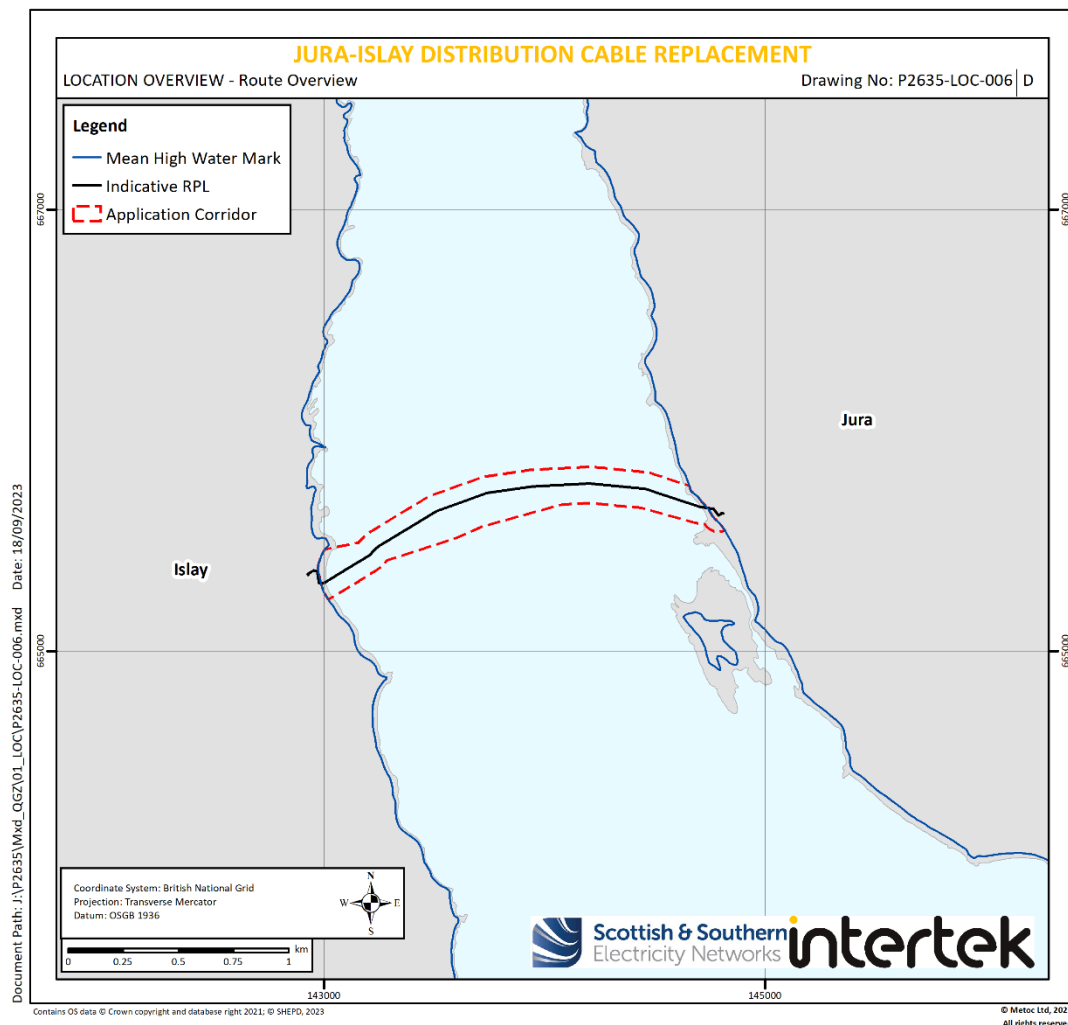 JURA-ISLAY DISTRIBUTION CABLE REPLACEMENT
LOCATION OVERVIEW - Route Overview
Drawing No: P2635-LOC-006 D
Legend
Mean High Water Mark
Indicative RPL
Application Corridor
667000
667000
Jura
Islay
665000
665000
Document Path: J:\P2635\Mxd_QGZ\01_LOC\P2635-LOC-006.mxd Date: 18/09/2023
Coordinate System: British National Grid
Projection: Transverse Mercator
Datum: OSGB 1936
N
W E
S
km
0 0.25 0.5 0.75 1
Scottish & Southern
Electricity Networks
intertek
143000
145000
Contains OS data © Crown copyright and database right 2021; © SHEPD, 2023
© Metoc Ltd, 202
All rights reserve